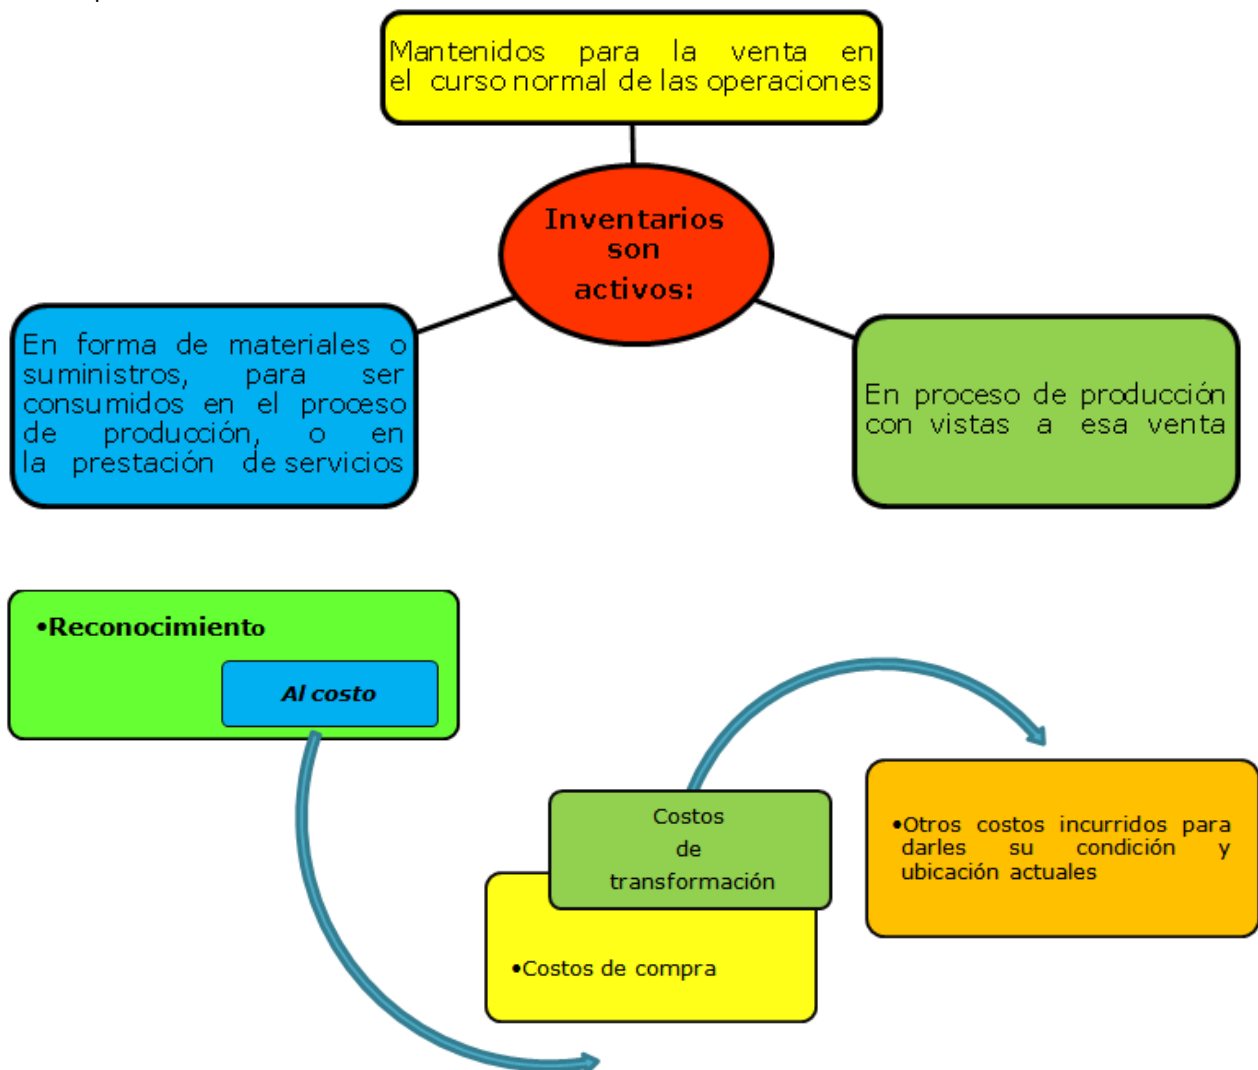 Mantenidos para la venta en
el curso normal de las operaciones
Inventarios
son
activos:
En forma de materiales o
suministros, para ser
consumidos en el proceso
de producción, o en
la prestación de servicios
En proceso de producción
con vistas a esa venta
•Reconocimiento
Al costo
Costos
de
transformación
•Costos de compra
•Otros costos incurridos para
darles su condición y
ubicación actuales